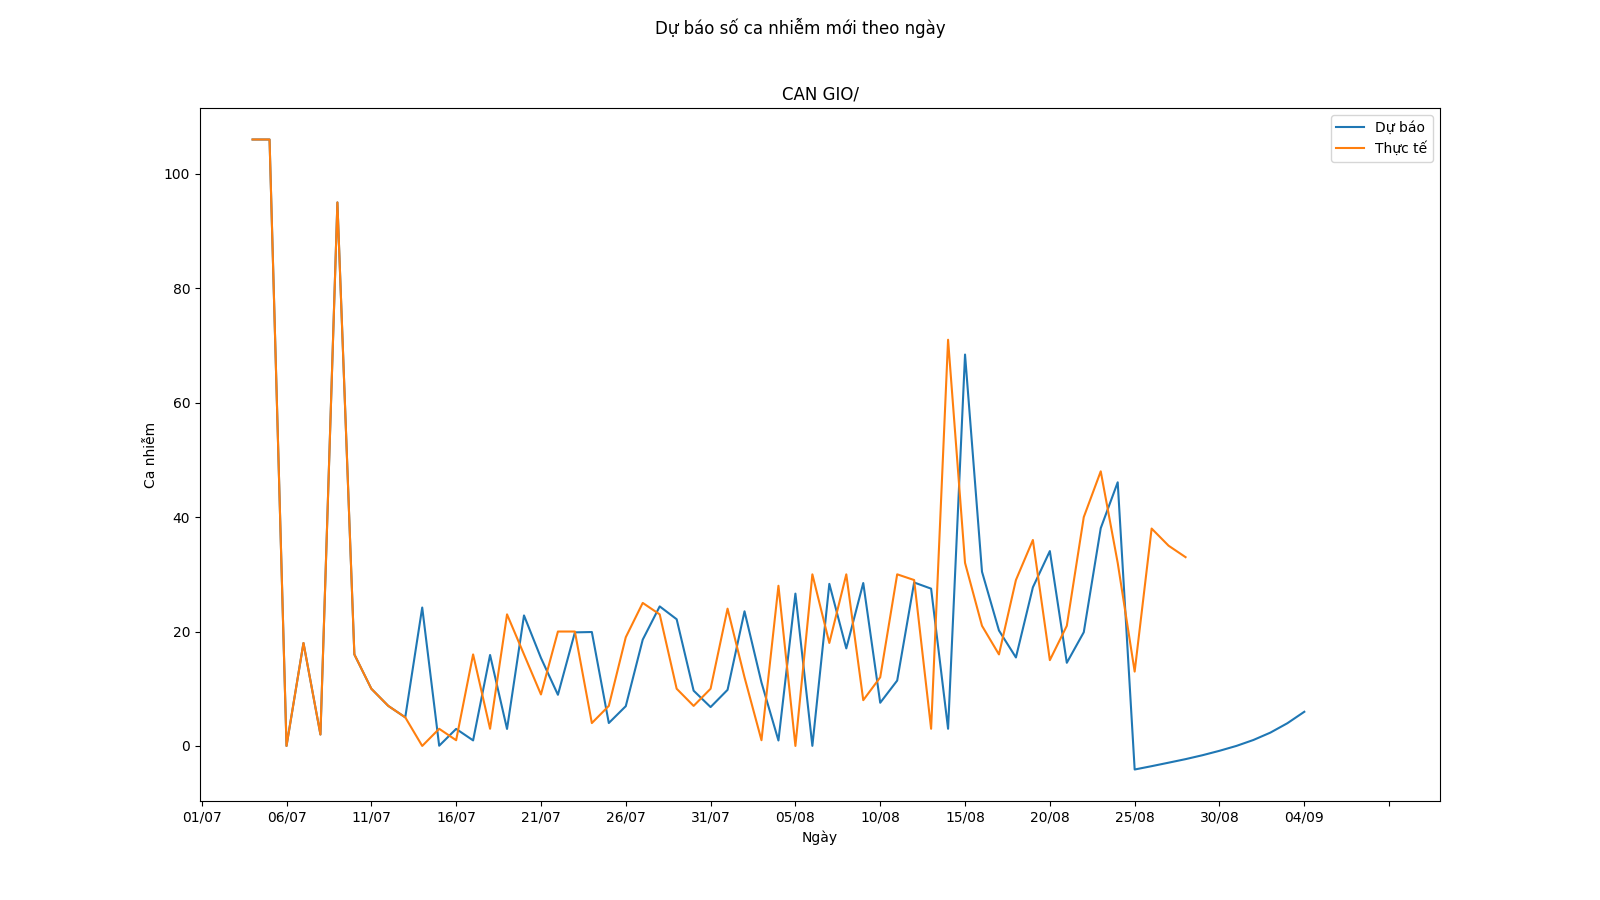 Dự báo số ca nhiễm mới theo ngày
CAN GIO/
Dự báo
Thực tế
100
80
60
40
20
0
Ca nhiễm
01/07 06/07 11/07 16/07 21/07 26/07 31/07 05/08 10/08 15/08 20/08 25/08 30/08 04/09
Ngày